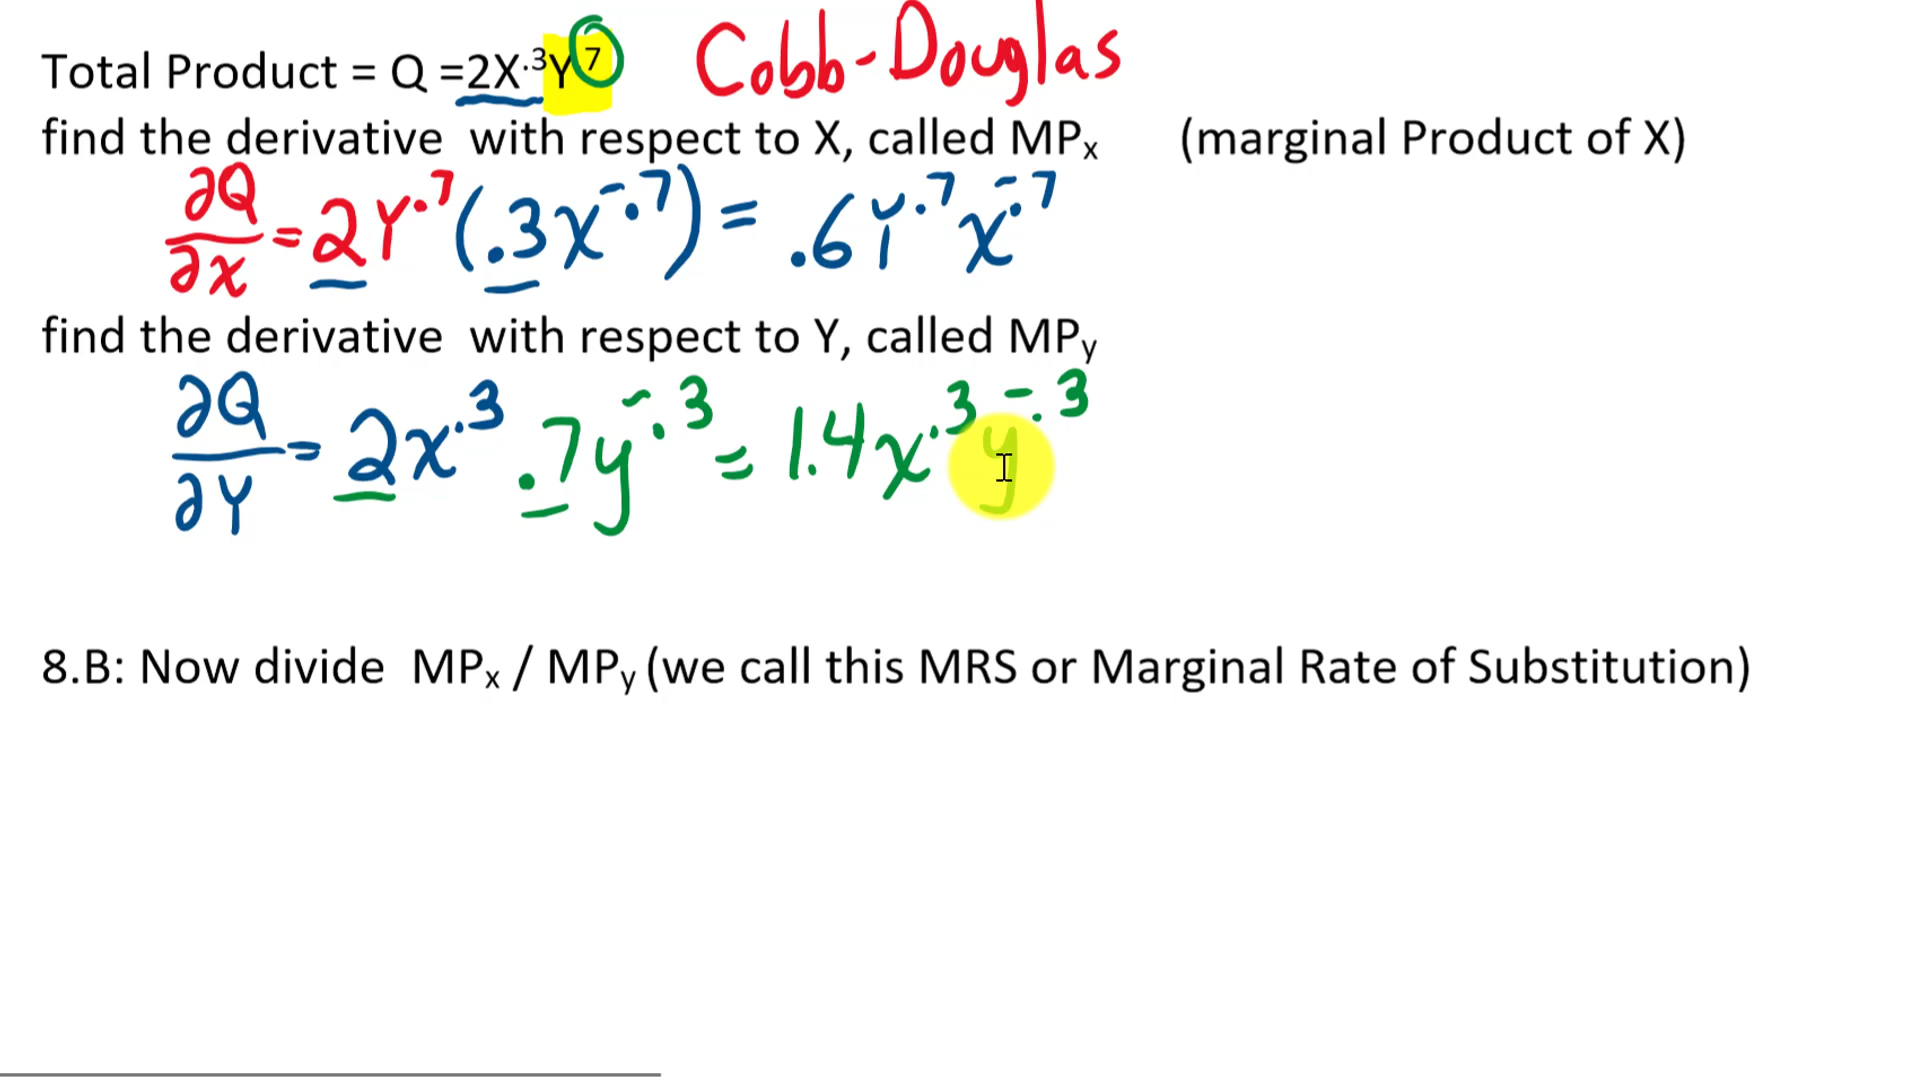 Total Product = Q =2X·³Y·⁷ Cobb-Douglas
find the derivative with respect to X, called MPₓ (marginal Product of X)
∂Q/∂x = 2Y^.7 (.3x^-.7) = .6Y^.7 x^-.7
find the derivative with respect to Y, called MPy
∂Q/∂Y = 2x^.3 .7y^-.3 = 1.4x^.3 y^-.3
8.B: Now divide MPₓ / MPy (we call this MRS or Marginal Rate of Substitution)